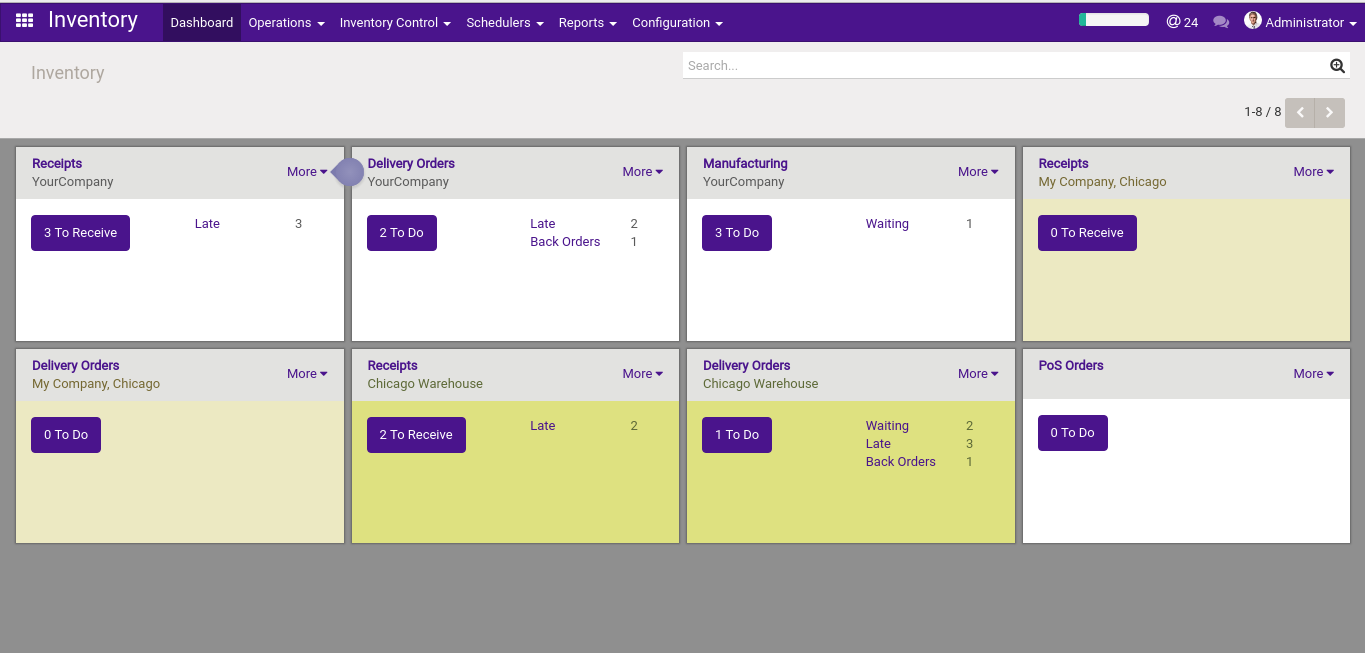 Inventory
Dashboard Operations Inventory Control Schedulers Reports Configuration
@ 24 Administrator
Inventory
Search...
1-8 / 8
Receipts
YourCompany
More
3 To Receive
Late 3
Delivery Orders
YourCompany
More
2 To Do
Late 2
Back Orders 1
Manufacturing
YourCompany
More
3 To Do
Waiting 1
Receipts
My Company, Chicago
More
0 To Receive
Delivery Orders
My Company, Chicago
More
0 To Do
Receipts
Chicago Warehouse
More
2 To Receive
Late 2
Delivery Orders
Chicago Warehouse
More
1 To Do
Waiting 2
Late 3
Back Orders 1
PoS Orders
More
0 To Do